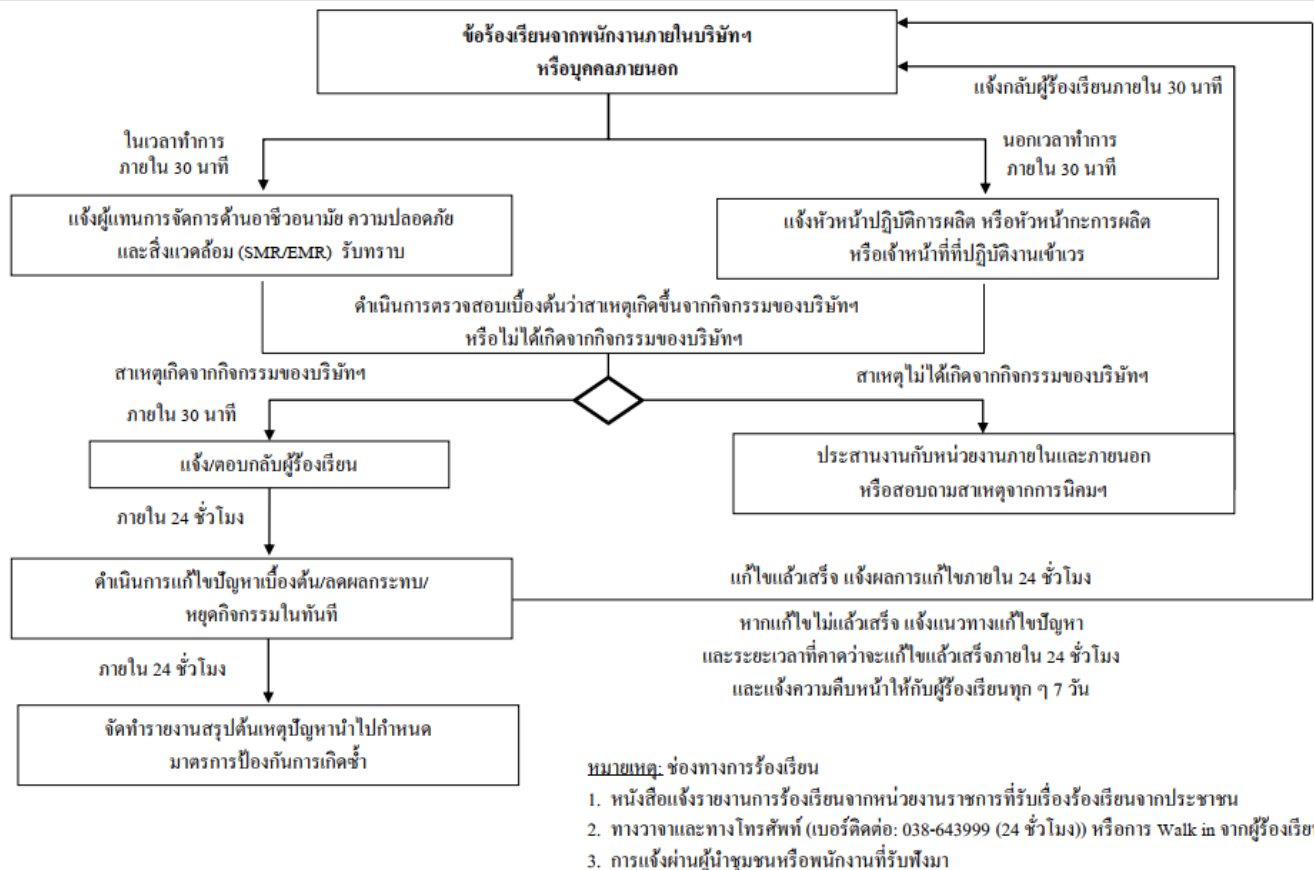 ข้อร้องเรียนจากพนักงานภายในบริษัทฯ
หรือบุคคลภายนอก
แจ้งกลับผู้ร้องเรียนภายใน 30 นาที
ในเวลาทำการ
ภายใน 30 นาที
นอกเวลาทำการ
ภายใน 30 นาที
แจ้งผู้แทนการจัดการด้านอาชีวอนามัย ความปลอดภัย
และสิ่งแวดล้อม (SMR/EMR) รับทราบ
แจ้งหัวหน้าปฏิบัติการผลิต หรือหัวหน้ากะการผลิต
หรือเจ้าหน้าที่ที่ปฏิบัติงานเข้าเวร
ดำเนินการตรวจสอบเบื้องต้นว่าสาเหตุเกิดขึ้นจากกิจกรรมของบริษัทฯ
หรือไม่ได้เกิดจากกิจกรรมของบริษัทฯ
สาเหตุเกิดจากกิจกรรมของบริษัทฯ
สาเหตุไม่ได้เกิดจากกิจกรรมของบริษัทฯ
ภายใน 30 นาที
แจ้ง/ตอบกลับผู้ร้องเรียน
ประสานงานกับหน่วยงานภายในและภายนอก
หรือสอบถามสาเหตุจากการนิคมฯ
ภายใน 24 ชั่วโมง
ดำเนินการแก้ไขปัญหาเบื้องต้น/ลดผลกระทบ/
หยุดกิจกรรมในทันที
แก้ไขแล้วเสร็จ แจ้งผลการแก้ไขภายใน 24 ชั่วโมง
หากแก้ไขไม่แล้วเสร็จ แจ้งแนวทางแก้ไขปัญหา
และระยะเวลาที่คาดว่าจะแก้ไขแล้วเสร็จภายใน 24 ชั่วโมง
และแจ้งความคืบหน้าให้กับผู้ร้องเรียนทุก ๆ 7 วัน
ภายใน 24 ชั่วโมง
จัดทำรายงานสรุปต้นเหตุปัญหานำไปกำหนด
มาตรการป้องกันการเกิดซ้ำ
หมายเหตุ: ช่องทางการร้องเรียน
1. หนังสือแจ้งรายงานการร้องเรียนจากหน่วยงานราชการที่รับเรื่องร้องเรียนจากประชาชน
2. ทางวาจาและทางโทรศัพท์ (เบอร์ติดต่อ: 038-643999 (24 ชั่วโมง)) หรือการ Walk in จากผู้ร้องเรีย
3. การแจ้งผ่านผู้นำชุมชนหรือพนักงานที่รับฟังมา